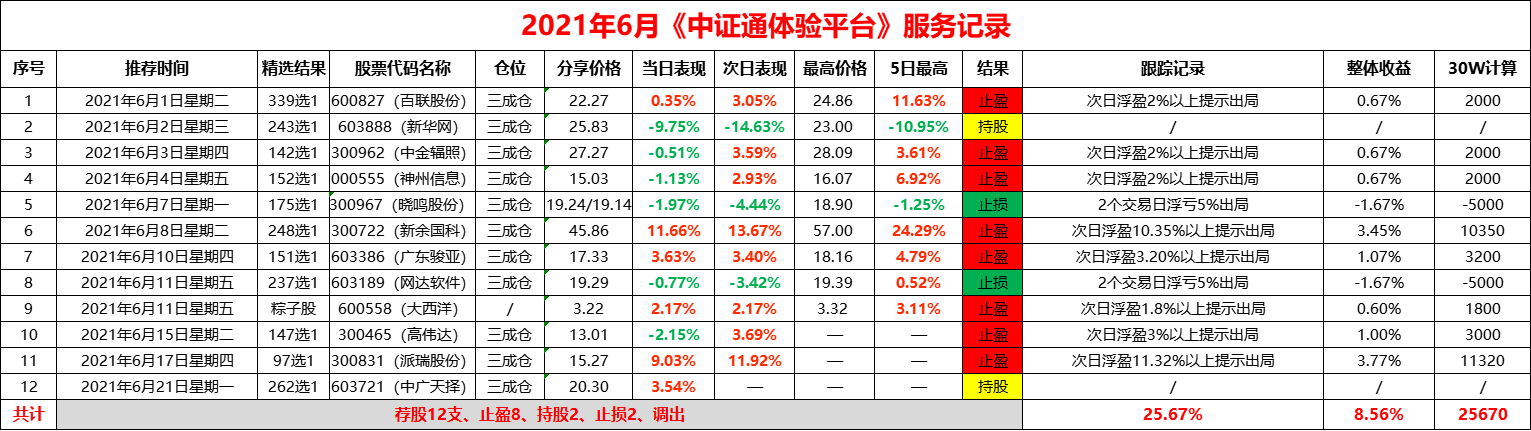 2021年6月《中证通体验平台》服务记录
序号 推荐时间 精选结果 股票代码名称 仓位 分享价格 当日表现 次日表现 最高价格 5日最高 结果 跟踪记录 整体收益 30W计算
1 2021年6月1日星期二 339选1 600827（百联股份） 三成仓 22.27 0.35% 3.05% 24.86 11.63% 止盈 次日浮盈2%以上提示出局 0.67% 2000
2 2021年6月2日星期三 243选1 603888（新华网） 三成仓 25.83 -9.75% -14.63% 23.00 -10.95% 持股 / / /
3 2021年6月3日星期四 142选1 300962（中金辐照） 三成仓 27.27 -0.51% 3.59% 28.09 3.61% 止盈 次日浮盈2%以上提示出局 0.67% 2000
4 2021年6月4日星期五 152选1 000555（神州信息） 三成仓 15.03 -1.13% 2.93% 16.07 6.92% 止盈 次日浮盈2%以上提示出局 0.67% 2000
5 2021年6月7日星期一 175选1 300967（晓鸣股份） 三成仓 19.24/19.14 -1.97% -4.44% 18.90 -1.25% 止损 2个交易日浮亏5%出局 -1.67% -5000
6 2021年6月8日星期二 248选1 300722（新余国科） 三成仓 45.86 11.66% 13.67% 57.00 24.29% 止盈 次日浮盈10.35%以上提示出局 3.45% 10350
7 2021年6月10日星期四 151选1 603386（广东骏亚） 三成仓 17.33 3.63% 3.40% 18.16 4.79% 止盈 次日浮盈3.20%以上提示出局 1.07% 3200
8 2021年6月11日星期五 237选1 603189（网达软件） 三成仓 19.29 -0.77% -3.42% 19.39 0.52% 止损 2个交易日浮亏5%出局 -1.67% -5000
9 2021年6月11日星期五 粽子股 600558（大西洋） / 3.22 2.17% 2.17% 3.32 3.11% 止盈 次日浮盈1.8%以上提示出局 0.60% 1800
10 2021年6月15日星期二 147选1 300465（高伟达） 三成仓 13.01 -2.15% 3.69% — — 止盈 次日浮盈3%以上提示出局 1.00% 3000
11 2021年6月17日星期四 97选1 300831（派瑞股份） 三成仓 15.27 9.03% 11.92% — — 止盈 次日浮盈11.32%以上提示出局 3.77% 11320
12 2021年6月21日星期一 262选1 603721（中广天择） 三成仓 20.30 3.54% — — — 持股 / / /
共计 荐股12支、止盈8、持股2、止损2、调出 25.67% 8.56% 25670